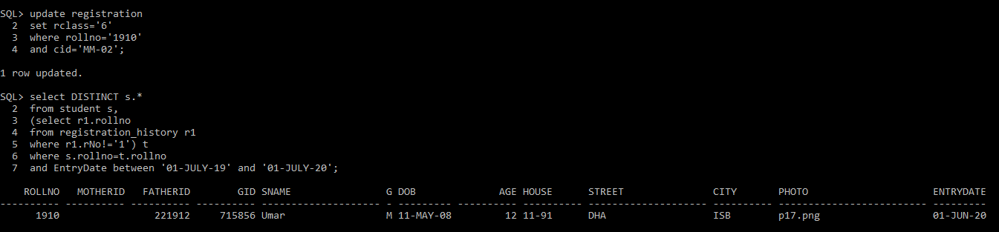 SQL> update registration
  2  set rclass='6'
  3  where rollno='1910'
  4  and cid='MM-02';
1 row updated.
SQL> select DISTINCT s.*
  2  from student s,
  3  (select r1.rollno
  4  from registration_history r1
  5  where r1.rNo!='1') t
  6  where s.rollno=t.rollno
  7  and EntryDate between '01-JULY-19' and '01-JULY-20';
    ROLLNO   MOTHERID   FATHERID        GID SNAME                G DOB              AGE HOUSE      STREET               CITY       PHOTO                     ENTRYDATE
---------- ---------- ---------- ---------- -------------------- - --------- ---------- ---------- -------------------- ---------- ------------------------- ---------
      1910                221912     715856 Umar                 M 11-MAY-08         12 11-91      DHA                  ISB        p17.png                   01-JUN-20